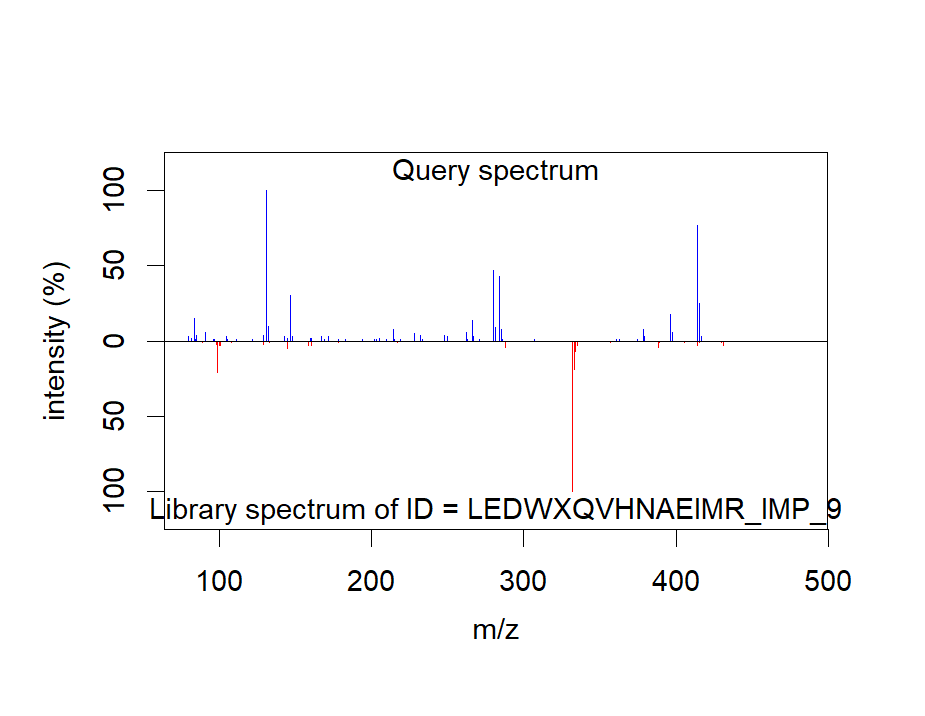 Query spectrum
100
50
0
50
100
intensity (%)
Library spectrum of ID = LEDWXQVHNAEIMR_IMP_9
100 200 300 400 500
m/z